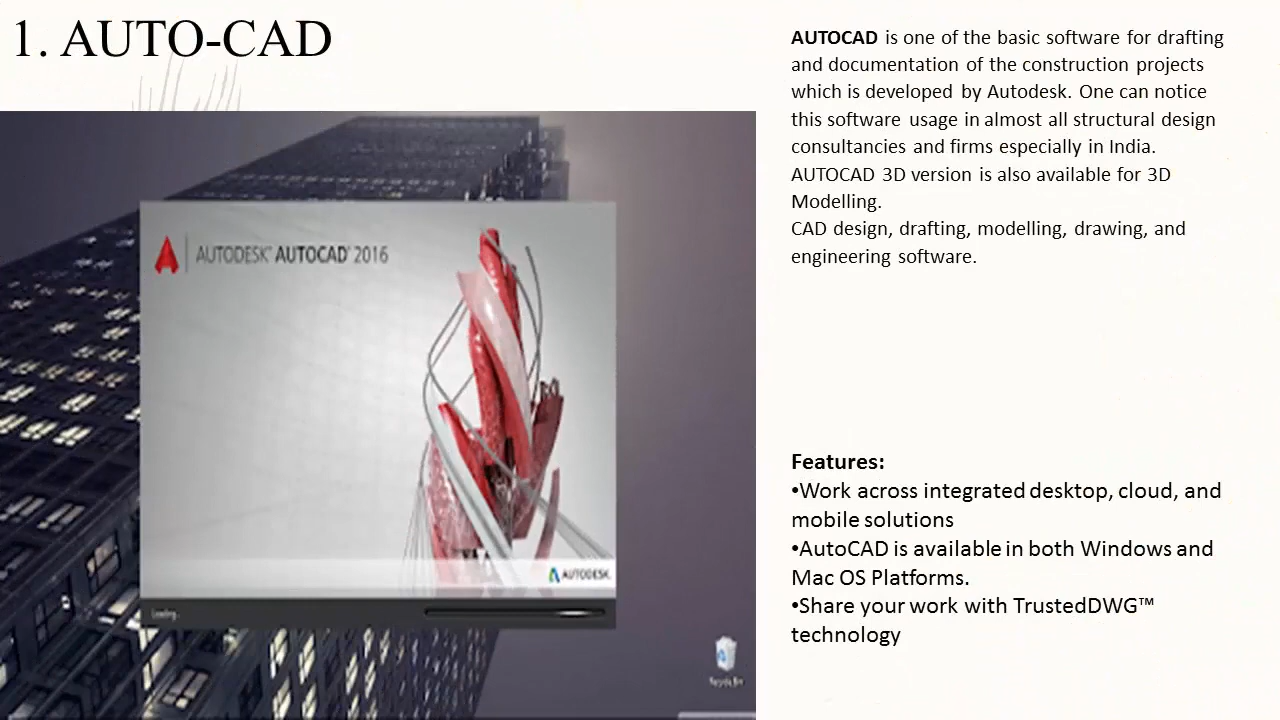 1. AUTO-CAD
AUTOCAD is one of the basic software for drafting
and documentation of the construction projects
which is developed by Autodesk. One can notice
this software usage in almost all structural design
consultancies and firms especially in India.
AUTOCAD 3D version is also available for 3D
Modelling.
CAD design, drafting, modelling, drawing, and
engineering software.
AUTODESK® AUTOCAD® 2016
AUTODESK.
Loading...
Recycle Bin
Features:
•Work across integrated desktop, cloud, and
mobile solutions
•AutoCAD is available in both Windows and
Mac OS Platforms.
•Share your work with TrustedDWG™
technology